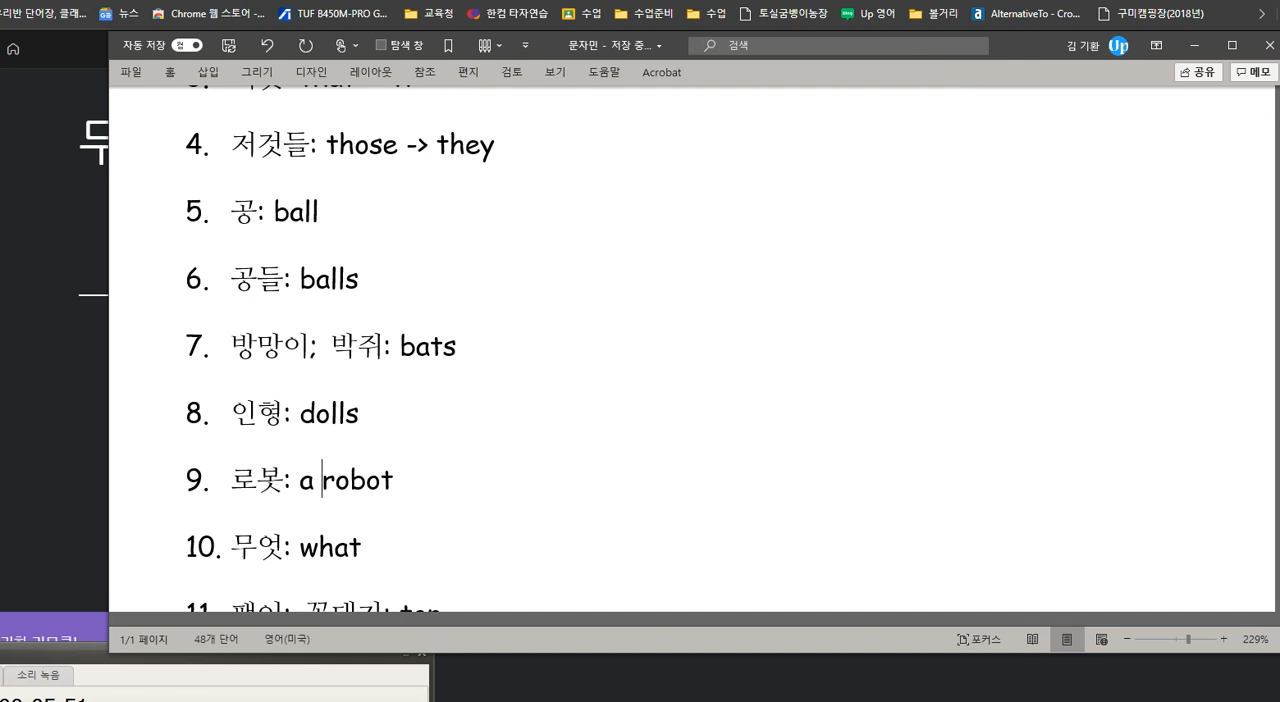 우리반 단어장, 클래... 뉴스 Chrome 웹 스토어 -... TUF B450M-PRO G... 교육청 한컴 타자연습 수업 수업준비 수업 토실굼벵이농장 Up 영어 볼거리 AlternativeTo - Cro... 구미캠핑장(2018년)
자동 저장 탐색 창 문자민 - 저장 중... 검색 김 기환 Up
파일 홈 삽입 그리기 디자인 레이아웃 참조 편지 검토 보기 도움말 Acrobat 공유 메모
4. 저것들: those -> they
5. 공: ball
6. 공들: balls
7. 방망이; 박쥐: bats
8. 인형: dolls
9. 로봇: a robot
10. 무엇: what
1/1 페이지 48개 단어 영어(미국) 포커스 229%
소리 녹음